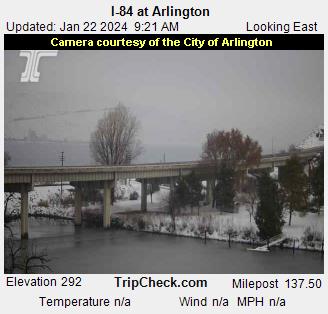 I-84 at Arlington
Updated: Jan 22 2024 9:21 AM Looking East
Camera courtesy of the City of Arlington
Elevation 292 TripCheck.com Milepost 137.50
Temperature n/a Wind n/a MPH n/a